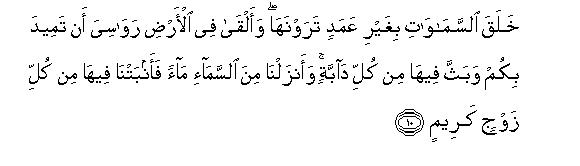 خَلَقَ ٱلسَّمَـٰوَٰتِ بِغَيْرِ عَمَدٍ تَرَوْنَهَا ۖ وَأَلْقَىٰ فِى ٱلْأَرْضِ رَوَٰسِىَ أَن تَمِيدَ
بِكُمْ وَبَثَّ فِيهَا مِن كُلِّ دَآبَّةٍ ۚ وَأَنزَلْنَا مِنَ ٱلسَّمَآءِ مَآءً فَأَنۢبَتْنَا فِيهَا مِن كُلِّ
زَوْجٍ كَرِيمٍ ﴿١٠﴾